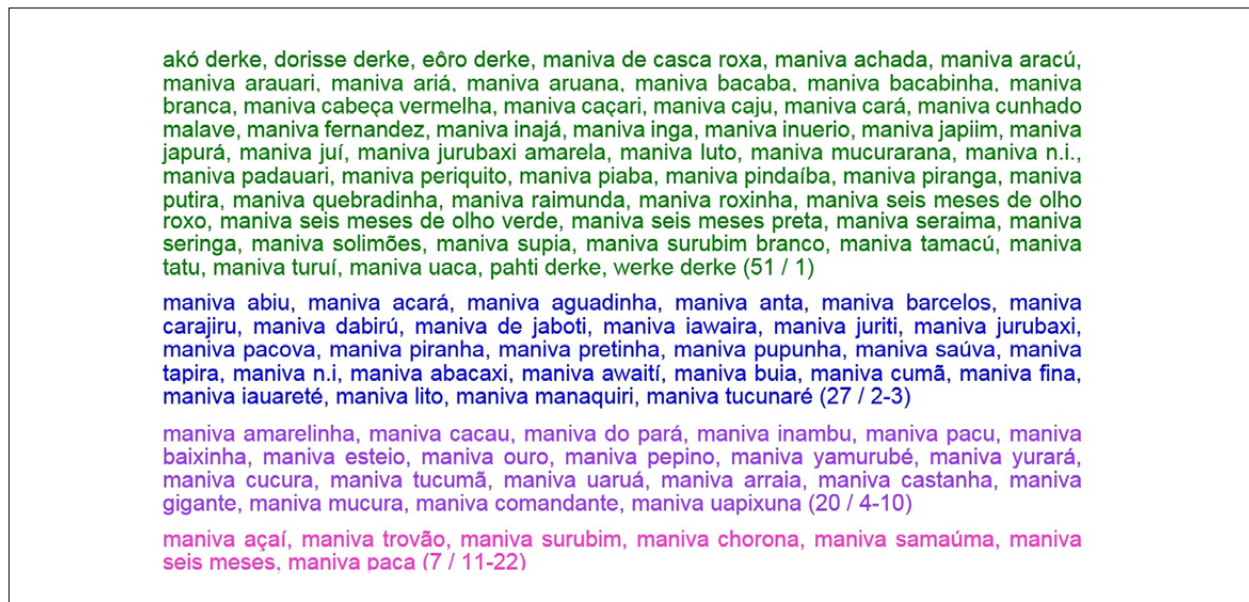 akó derke, dorisse derke, eôro derke, maniva de casca roxa, maniva achada, maniva aracú,
maniva arauari, maniva ariá, maniva aruana, maniva bacaba, maniva bacabinha, maniva
branca, maniva cabeça vermelha, maniva caçari, maniva caju, maniva cará, maniva cunhado
malave, maniva fernandez, maniva inajá, maniva inga, maniva inuerio, maniva japiim, maniva
japurá, maniva juí, maniva jurubaxi amarela, maniva luto, maniva mucurarana, maniva n.i.,
maniva padauari, maniva periquito, maniva piaba, maniva pindaíba, maniva piranga, maniva
putira, maniva quebradinha, maniva raimunda, maniva roxinha, maniva seis meses de olho
roxo, maniva seis meses de olho verde, maniva seis meses preta, maniva seraima, maniva
seringa, maniva solimões, maniva supia, maniva surubim branco, maniva tamacú, maniva
tatu, maniva turuí, maniva uaca, pahti derke, werke derke (51 / 1)
maniva abiu, maniva acará, maniva aguadinha, maniva anta, maniva barcelos, maniva
carajiru, maniva dabirú, maniva de jaboti, maniva iawaira, maniva juriti, maniva jurubaxi,
maniva pacova, maniva piranha, maniva pretinha, maniva pupunha, maniva saúva, maniva
tapira, maniva n.i, maniva abacaxi, maniva awaití, maniva buia, maniva cumã, maniva fina,
maniva iauareté, maniva lito, maniva manaquiri, maniva tucunaré (27 / 2-3)
maniva amarelinha, maniva cacau, maniva do pará, maniva inambu, maniva pacu, maniva
baixinha, maniva esteio, maniva ouro, maniva pepino, maniva yamurubé, maniva yurará,
maniva cucura, maniva tucumã, maniva uaruá, maniva arraia, maniva castanha, maniva
gigante, maniva mucura, maniva comandante, maniva uapixuna (20 / 4-10)
maniva açaí, maniva trovão, maniva surubim, maniva chorona, maniva samaúma, maniva
seis meses, maniva paca (7 / 11-22)